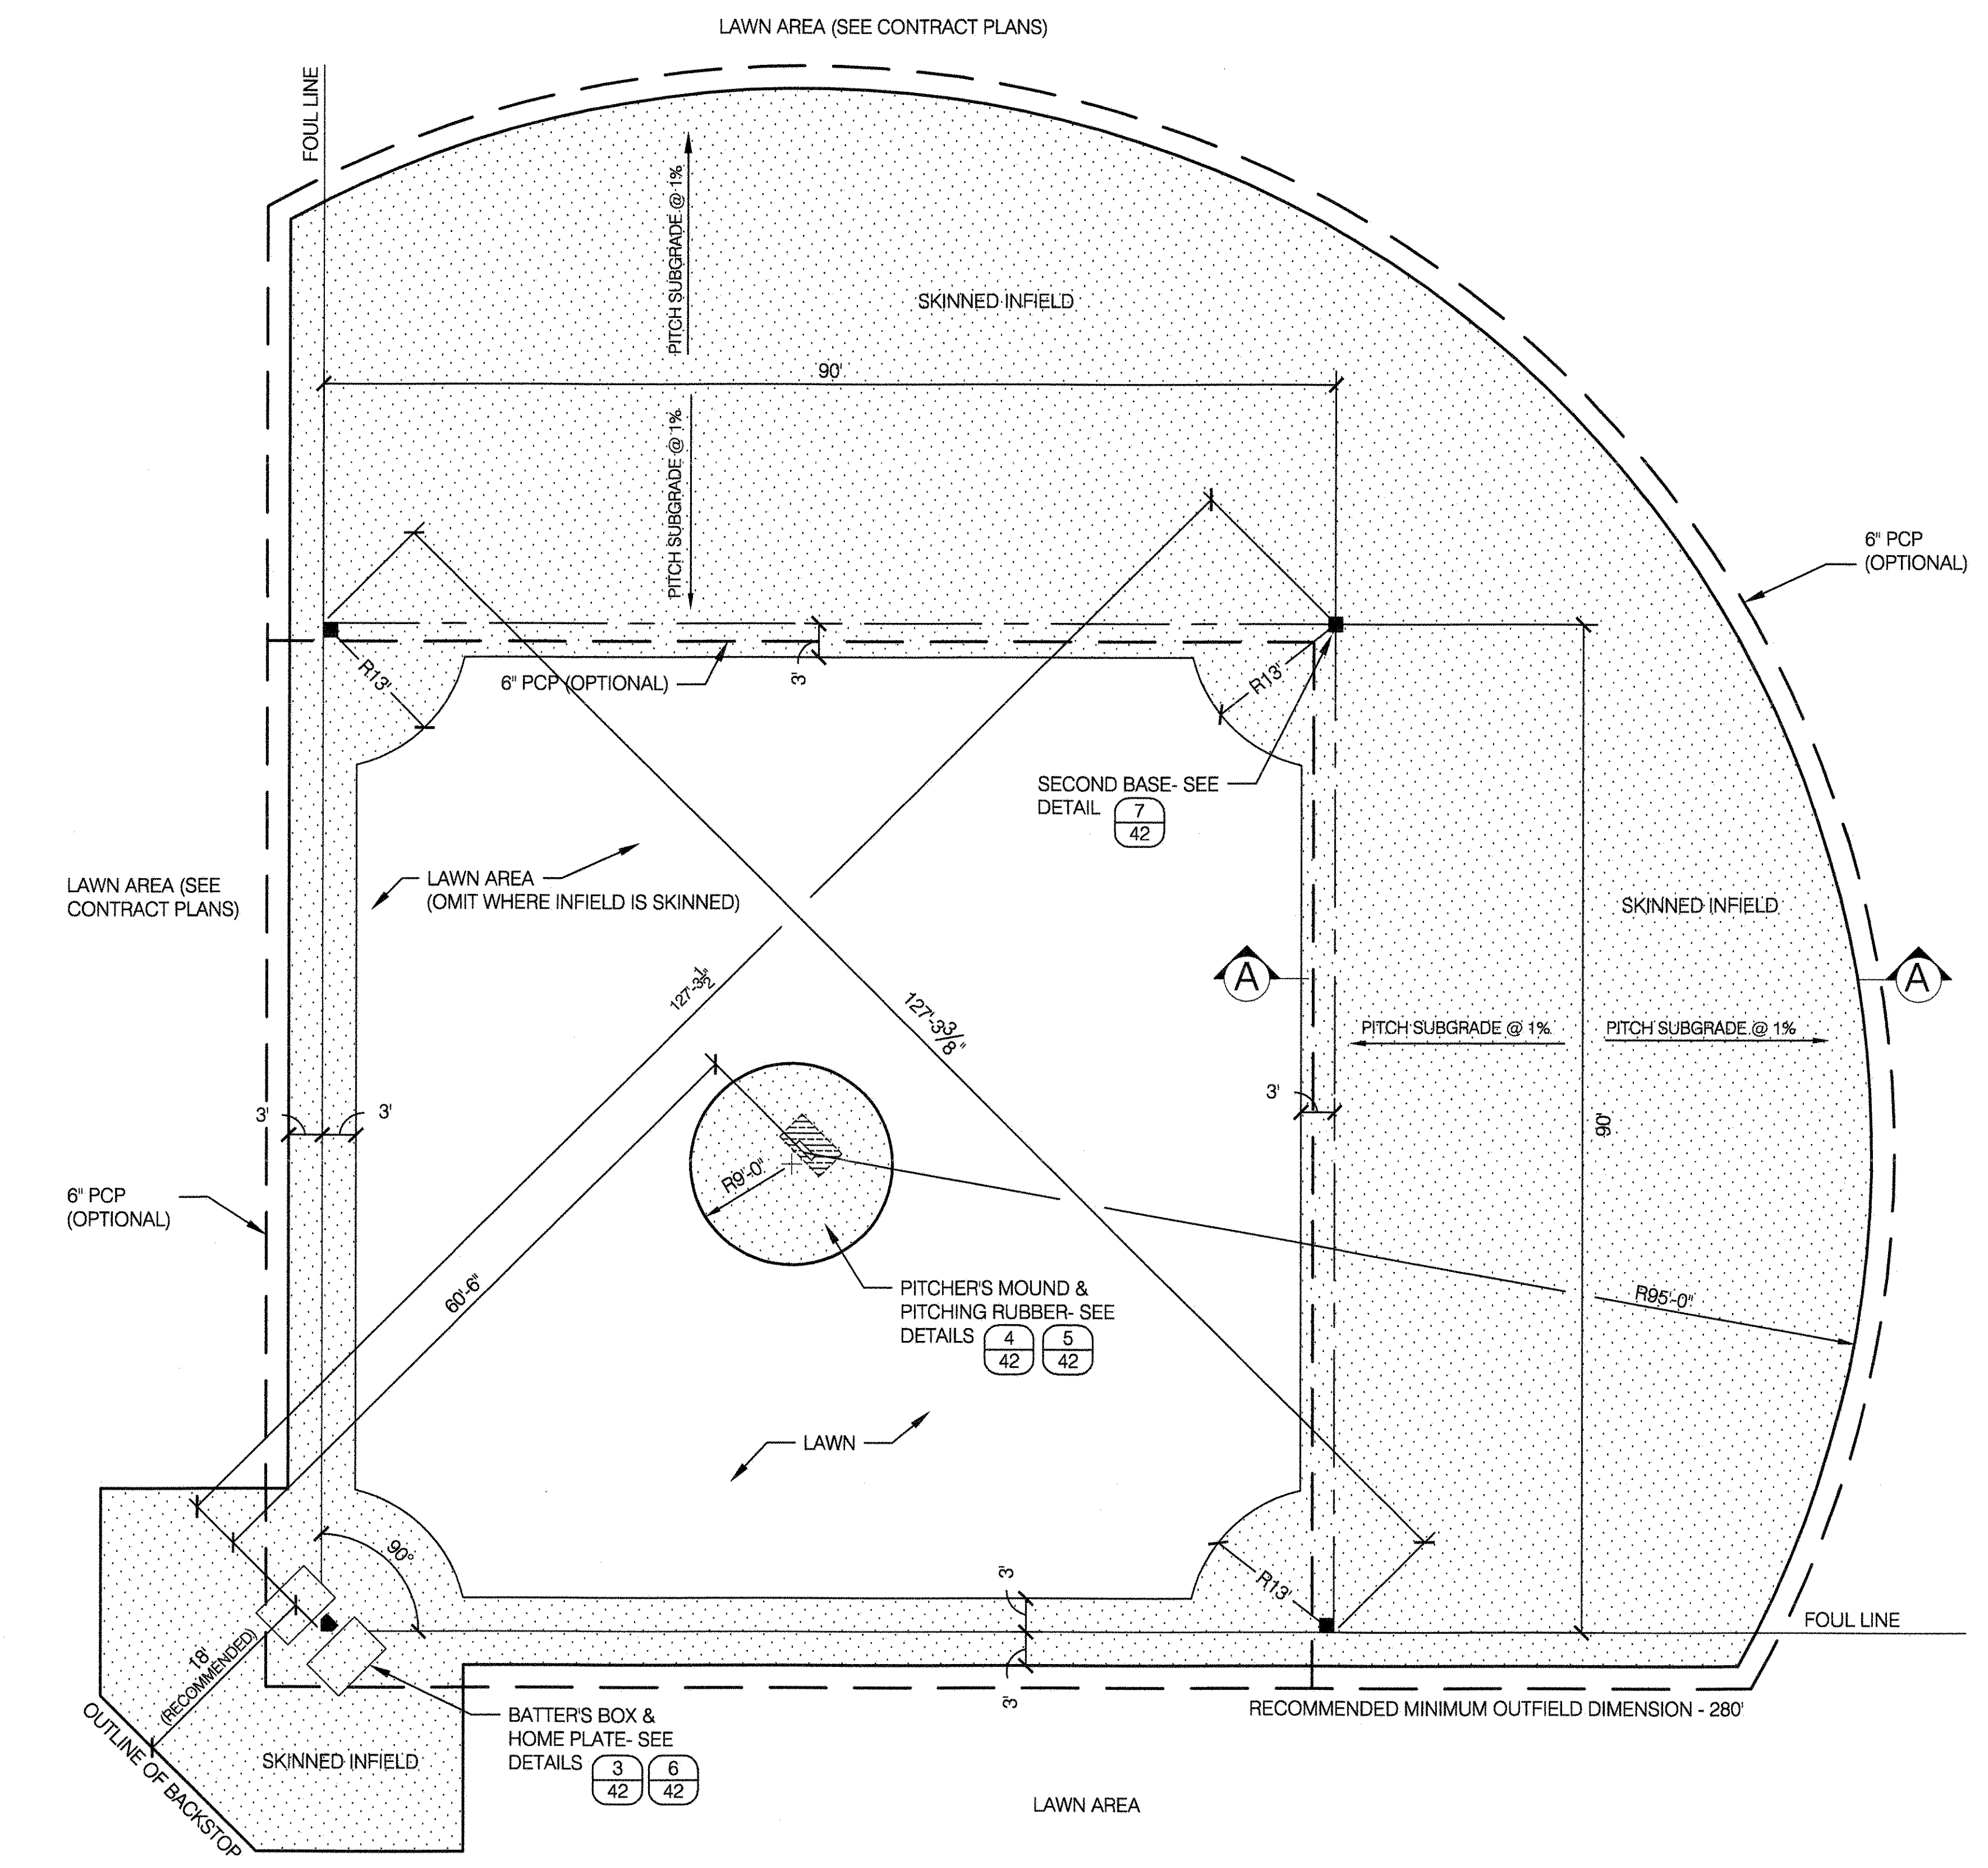 LAWN AREA (SEE CONTRACT PLANS)
FOUL LINE
PITCH SUBGRADE @ 1%
SKINNED INFIELD
90'
PITCH SUBGRADE @ 1%
6" PCP
(OPTIONAL)
R13'
6" PCP (OPTIONAL)
3'
R13'
SECOND BASE- SEE
DETAIL 7
42
LAWN AREA (SEE
CONTRACT PLANS)
LAWN AREA
(OMIT WHERE INFIELD IS SKINNED)
SKINNED INFIELD
A
A
127'-3½"
127'-3 3/8"
PITCH SUBGRADE @ 1%
PITCH SUBGRADE @ 1%
3'
3'
3'
90'
R9'-0"
6" PCP
(OPTIONAL)
60'-6"
PITCHER'S MOUND &
PITCHING RUBBER- SEE
DETAILS 4 5
42 42
R95'-0"
LAWN
90°
3'
R13'
FOUL LINE
18'
(RECOMMENDED)
3'
RECOMMENDED MINIMUM OUTFIELD DIMENSION - 280'
BATTER'S BOX &
HOME PLATE- SEE
DETAILS 3 6
42 42
SKINNED INFIELD
OUTLINE OF BACKSTOP
LAWN AREA